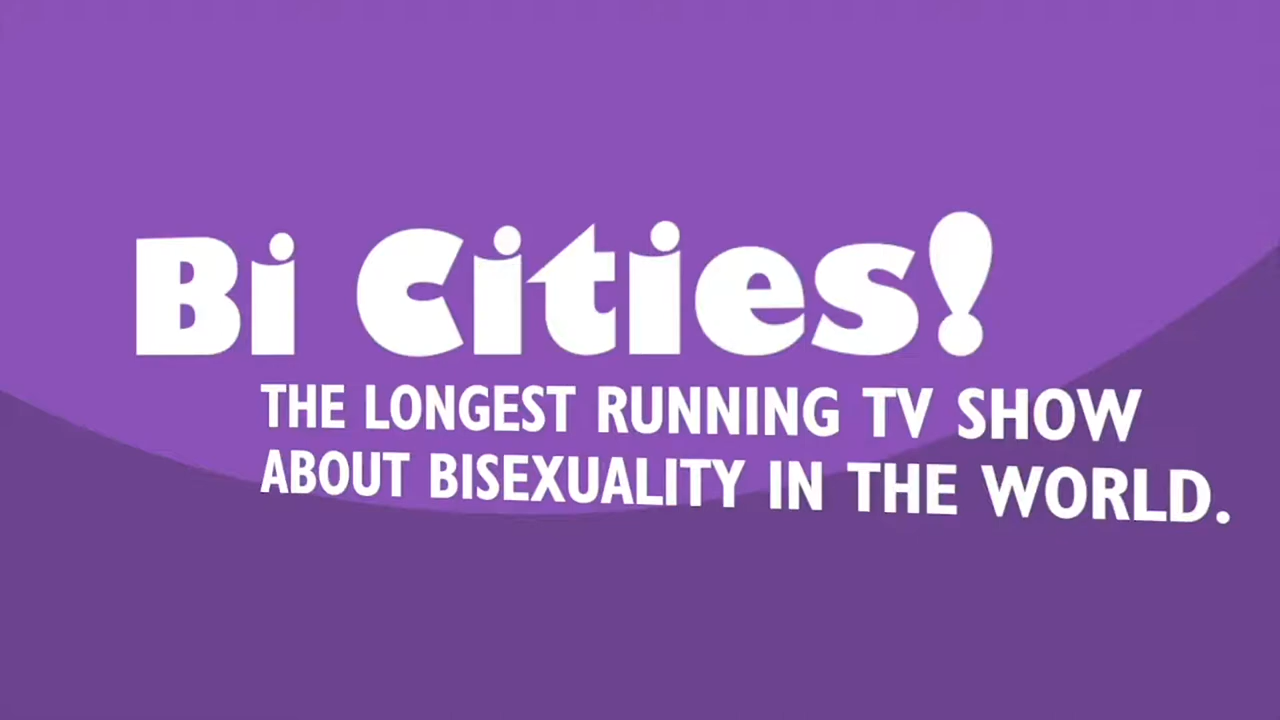 Bi Cities!
THE LONGEST RUNNING TV SHOW
ABOUT BISEXUALITY IN THE WORLD.